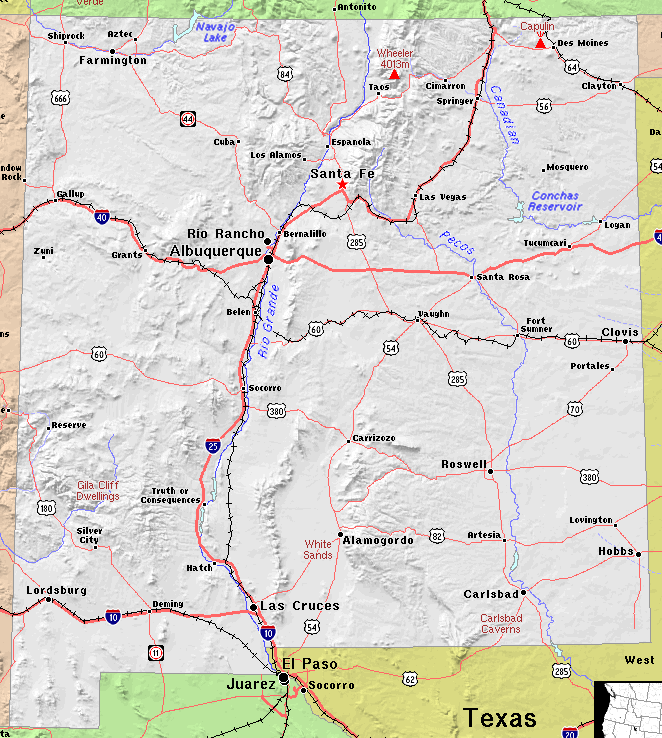 Verde
Antonito
Navajo
Lake
Aztec
Shiprock
Farmington
Capulin
Des Moines
Wheeler
4013m
Taos
Cimarron
Springer
Clayton
84
64
666
44
56
Canadian
Cuba
Espanola
Los Alamos
Santa Fe
Mosquero
Da
54
ndow
Rock
Gallup
Las Vegas
Conchas
Reservoir
Logan
40
Rio Rancho
Bernalillo
Albuquerque
285
Pecos
Tucumcari
4
Zuni
Grants
Santa Rosa
Belen
Rio Grande
60
Vaughn
Fort
Sumner
60
Clovis
ns
54
60
285
Portales
Socorro
380
70
e
Reserve
25
Carrizozo
Roswell
380
Gila Cliff
Dwellings
Truth or
Consequences
180
Silver
City
White
Sands
Alamogordo
82
Artesia
Lovington
Hobbs
Hatch
Lordsburg
Deming
Las Cruces
Carlsbad
10
10
54
Carlsbad
Caverns
11
El Paso
Juarez
Socorro
62
285
West
Texas
20
ta